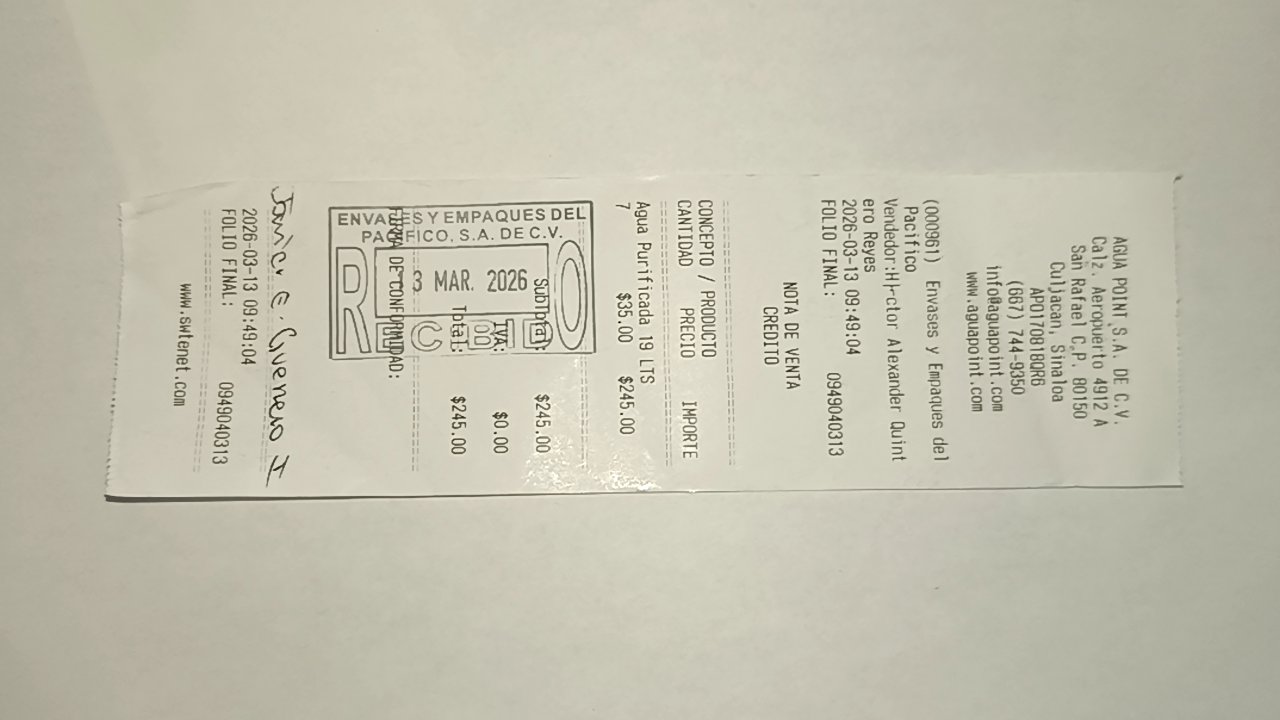 AGUA POINT S.A. DE C.V.
Calz. Aeropuerto 4912 A
San Rafael C.P. 80150
Culiacan, Sinaloa
APO170818QR6
(667) 744-9350
info@aguapoint.com
www.aguapoint.com
(000961) Envases y Empaques del
Pacifico
Vendedor:H├-ctor Alexander Quint
ero Reyes
2026-03-13 09:49:04
FOLIO FINAL: 0949040313
NOTA DE VENTA
CREDITO
CONCEPTO / PRODUCTO
CANTIDAD PRECIO IMPORTE
Agua Purificada 19 LTS
7 $35.00 $245.00
SubTotal: $245.00
IVA: $0.00
Total: $245.00
FIRMA DE CONFORMIDAD:
ENVASES Y EMPAQUES DEL
PACIFICO, S.A. DE C.V.
3 MAR. 2026
RECIBIDO
2026-03-13 09:49:04
FOLIO FINAL: 0949040313
www.swtenet.com